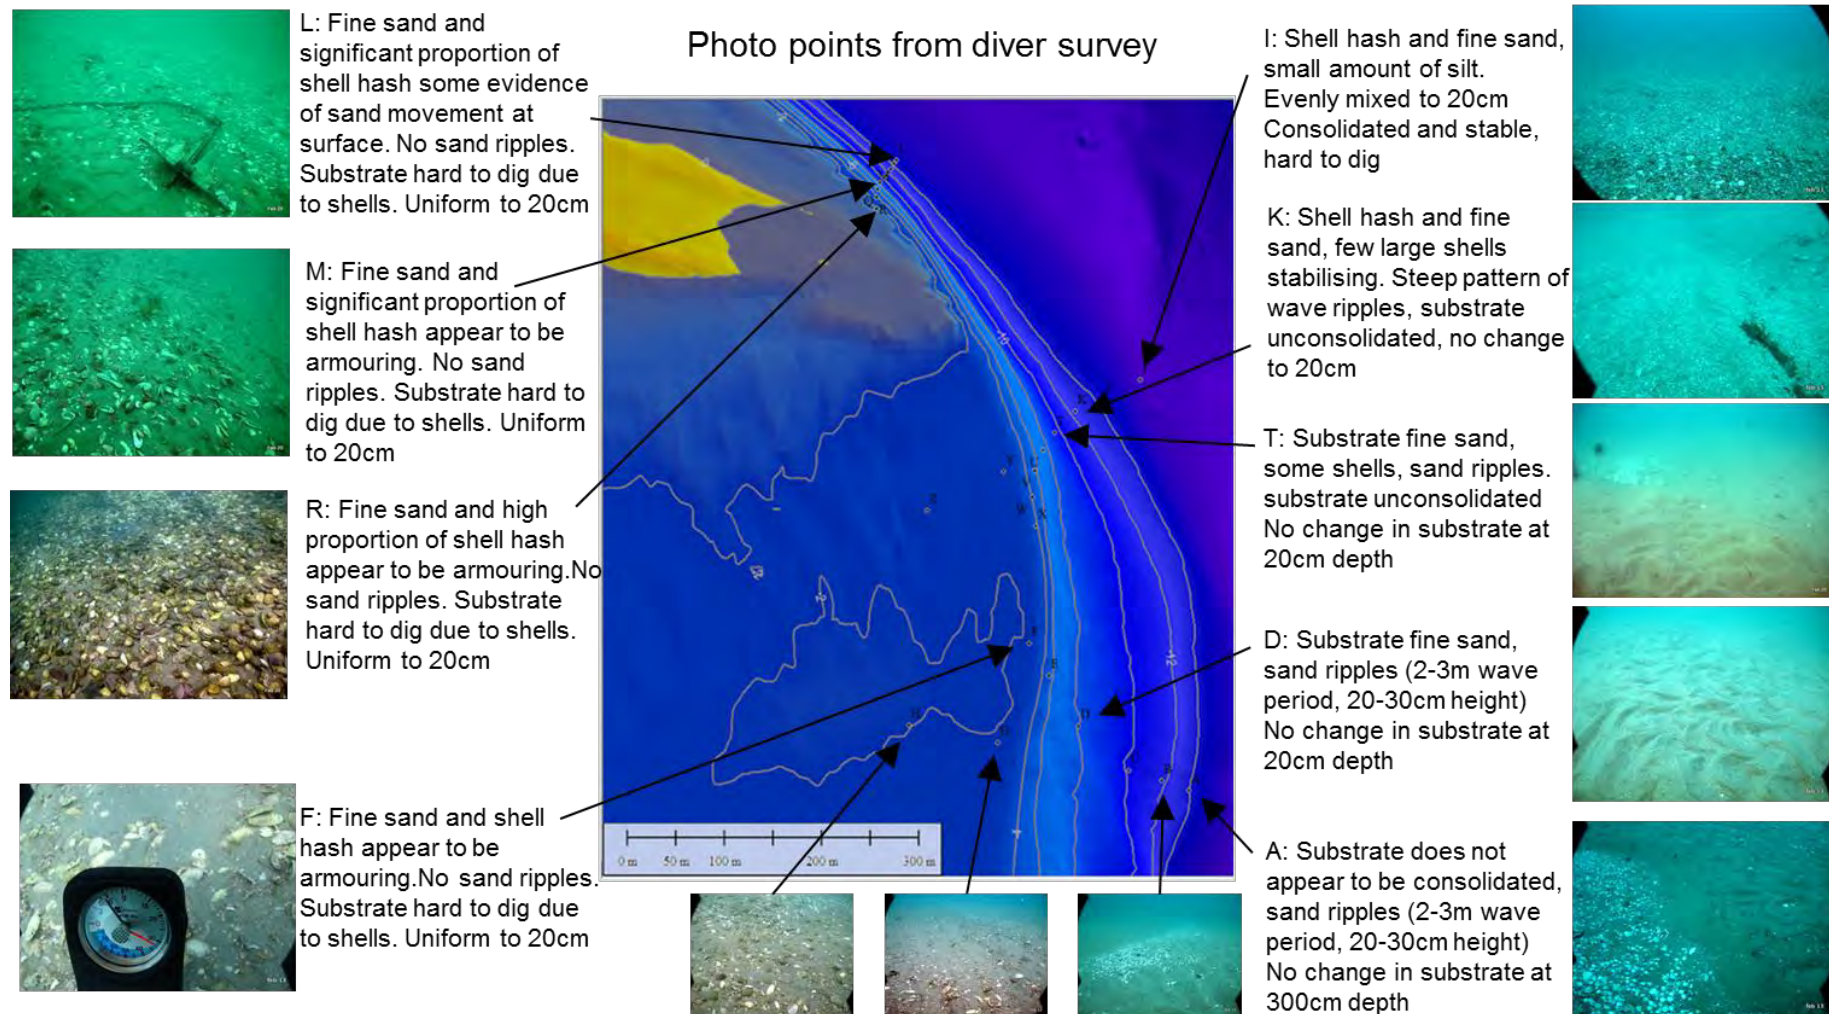 Photo points from diver survey
L: Fine sand and
significant proportion of
shell hash some evidence
of sand movement at
surface. No sand ripples.
Substrate hard to dig due
to shells. Uniform to 20cm
M: Fine sand and
significant proportion of
shell hash appear to be
armouring. No sand
ripples. Substrate hard to
dig due to shells. Uniform
to 20cm
R: Fine sand and high
proportion of shell hash
appear to be armouring.No
sand ripples. Substrate
hard to dig due to shells.
Uniform to 20cm
F: Fine sand and shell
hash appear to be
armouring.No sand ripples.
Substrate hard to dig due
to shells. Uniform to 20cm
K
T
S
W X
E
D
H
G
-12
0 m 50 m 100 m 200 m 300 m
I: Shell hash and fine sand,
small amount of silt.
Evenly mixed to 20cm
Consolidated and stable,
hard to dig
K: Shell hash and fine
sand, few large shells
stabilising. Steep pattern of
wave ripples, substrate
unconsolidated, no change
to 20cm
T: Substrate fine sand,
some shells, sand ripples.
substrate unconsolidated
No change in substrate at
20cm depth
D: Substrate fine sand,
sand ripples (2-3m wave
period, 20-30cm height)
No change in substrate at
20cm depth
A: Substrate does not
appear to be consolidated,
sand ripples (2-3m wave
period, 20-30cm height)
No change in substrate at
300cm depth